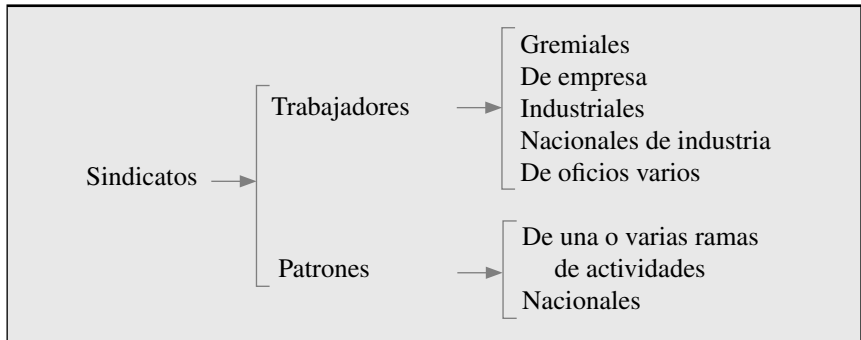 Sindicatos
Trabajadores
Gremiales
De empresa
Industriales
Nacionales de industria
De oficios varios
Patrones
De una o varias ramas
de actividades
Nacionales